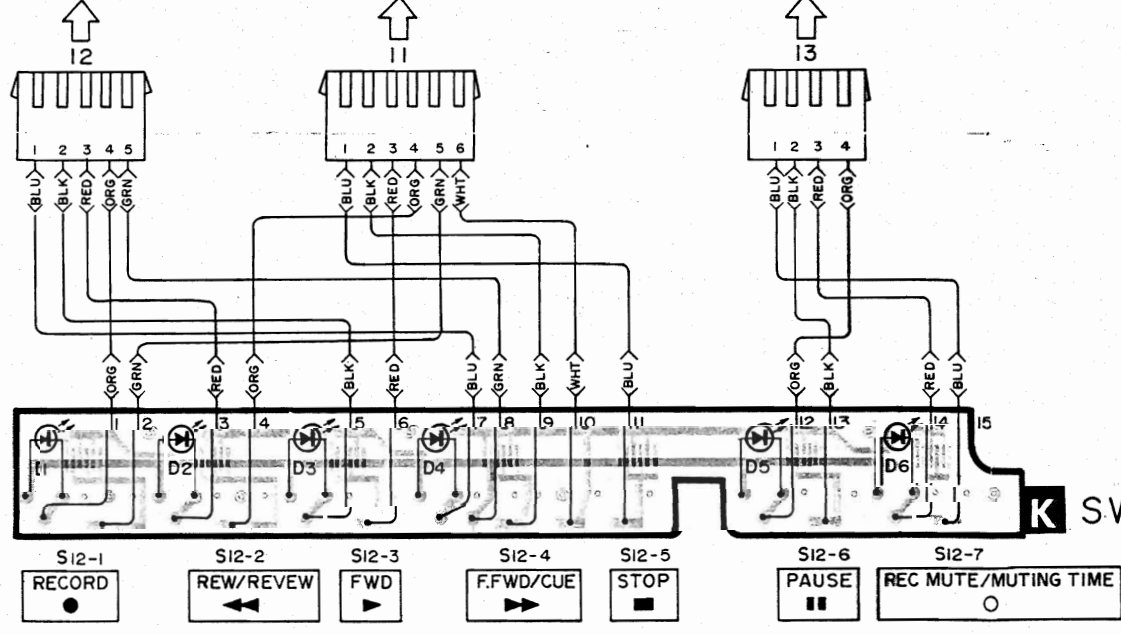 12 11 13
1 2 3 4 5 1 2 3 4 5 6 1 2 3 4
BLU BLK RED ORG GRN BLU BLK RED ORG GRN WHT BLU BLK RED ORG
ORG GRN RED ORG BLK RED BLU GRN BLK WHT BLU ORG BLK RED BLU
1 2 3 4 5 6 7 8 9 10 11 12 13 14 15
D1 D2 D3 D4 D5 D6
K
S12-1 S12-2 S12-3 S12-4 S12-5 S12-6 S12-7
RECORD REW/REVEW FWD F.FWD/CUE STOP PAUSE REC MUTE/MUTING TIME